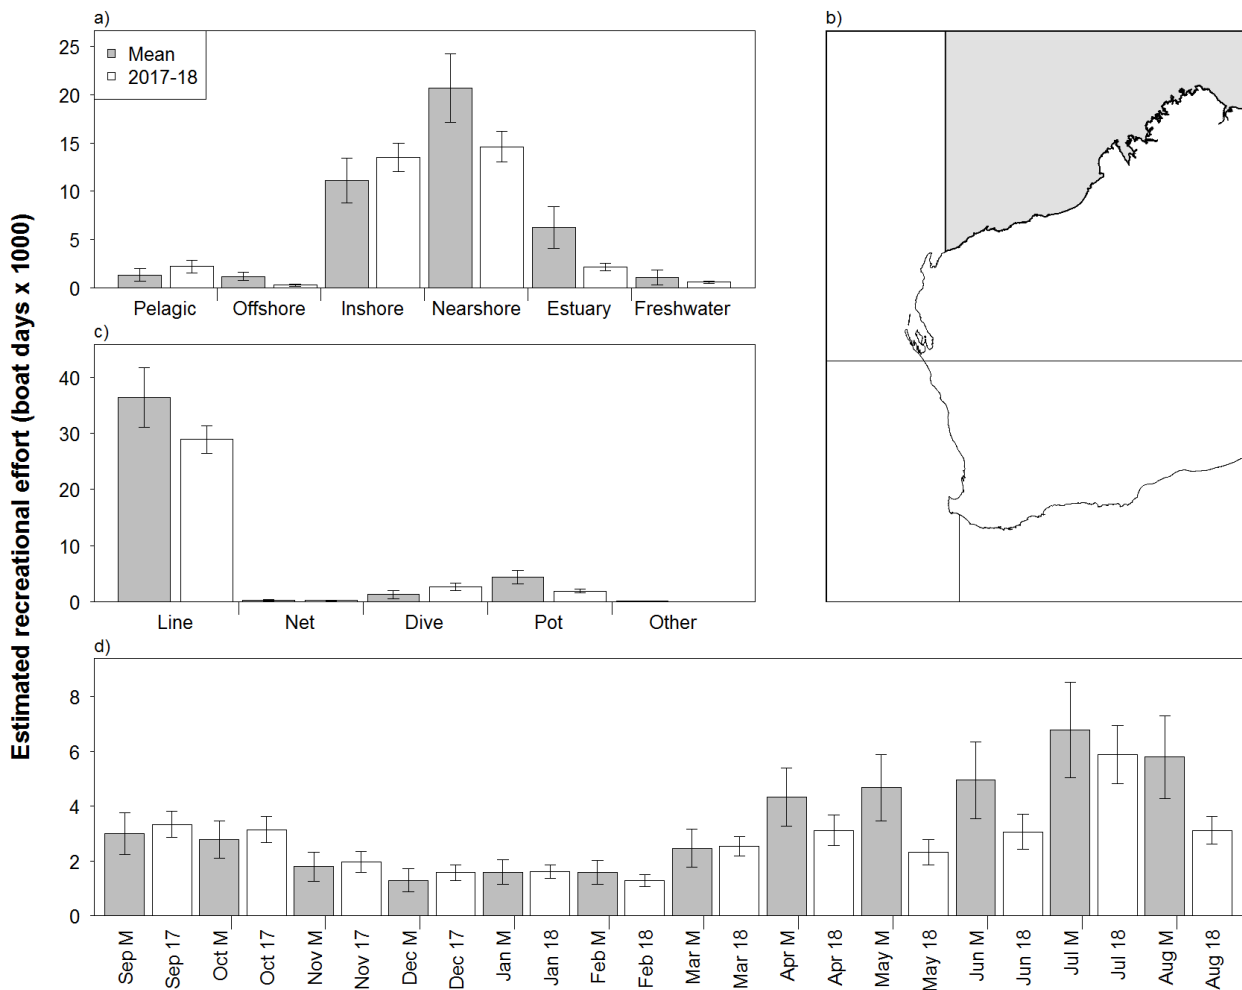 a)
Mean
2017-18
25
20
15
10
5
0
Pelagic Offshore Inshore Nearshore Estuary Freshwater
b)
Estimated recreational effort (boat days x 1000)
c)
40
30
20
10
0
Line Net Dive Pot Other
d)
8
6
4
2
0
Sep M Sep 17 Oct M Oct 17 Nov M Nov 17 Dec M Dec 17 Jan M Jan 18 Feb M Feb 18 Mar M Mar 18 Apr M Apr 18 May M May 18 Jun M Jun 18 Jul M Jul 18 Aug M Aug 18